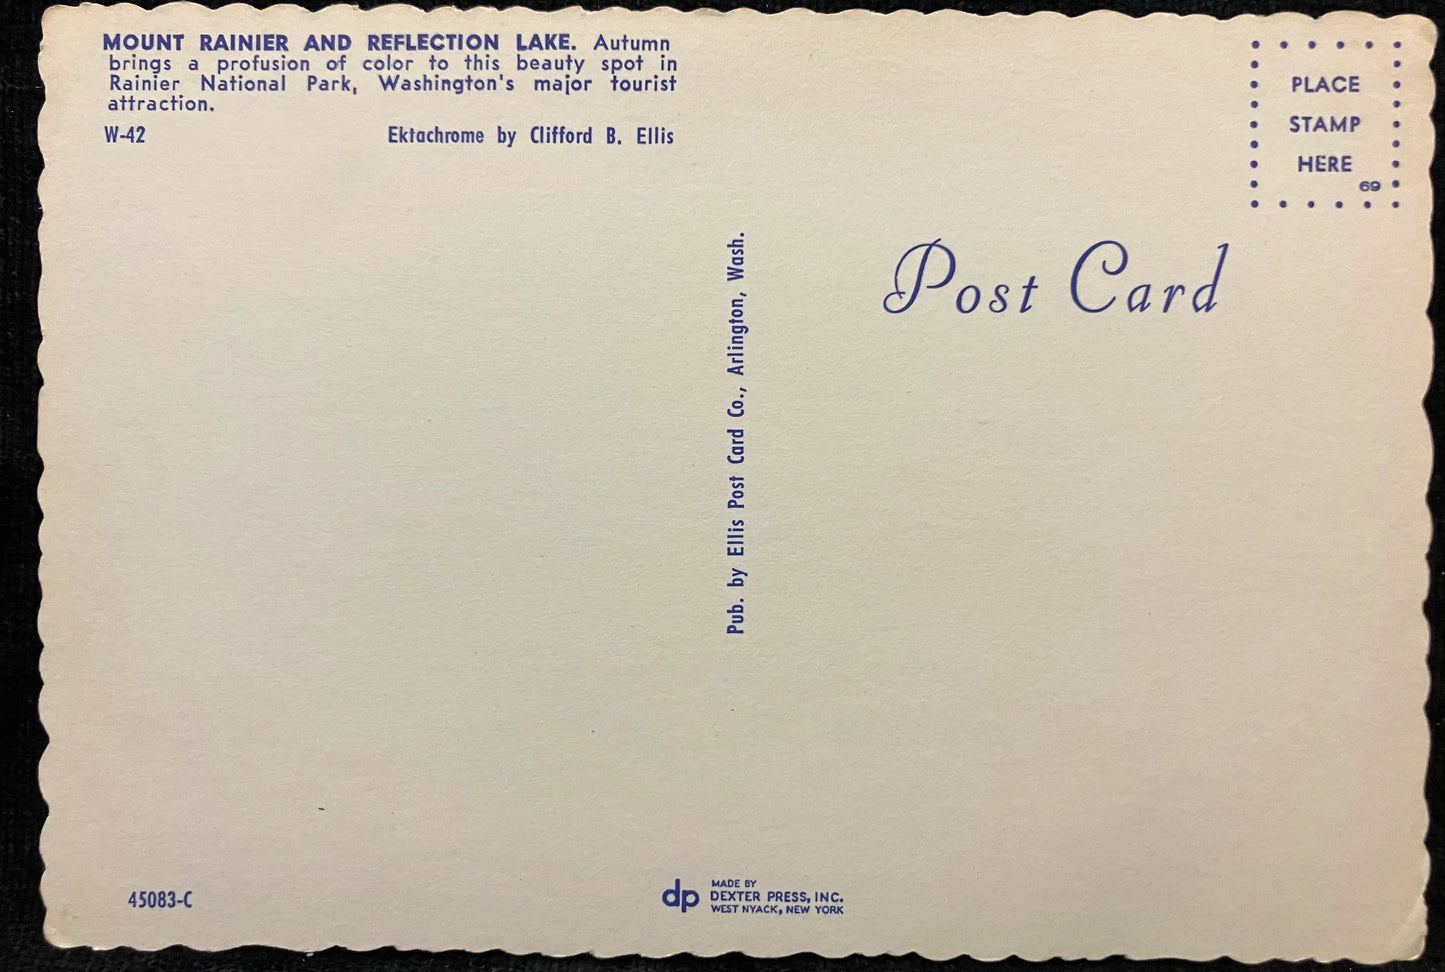 MOUNT RAINIER AND REFLECTION LAKE. Autumn
brings a profusion of color to this beauty spot in
Rainier National Park, Washington's major tourist
attraction.
W-42 Ektachrome by Clifford B. Ellis
PLACE
STAMP
HERE
69
Post Card
Pub. by Ellis Post Card Co., Arlington, Wash.
45083-C
dp
MADE BY
DEXTER PRESS, INC.
WEST NYACK, NEW YORK